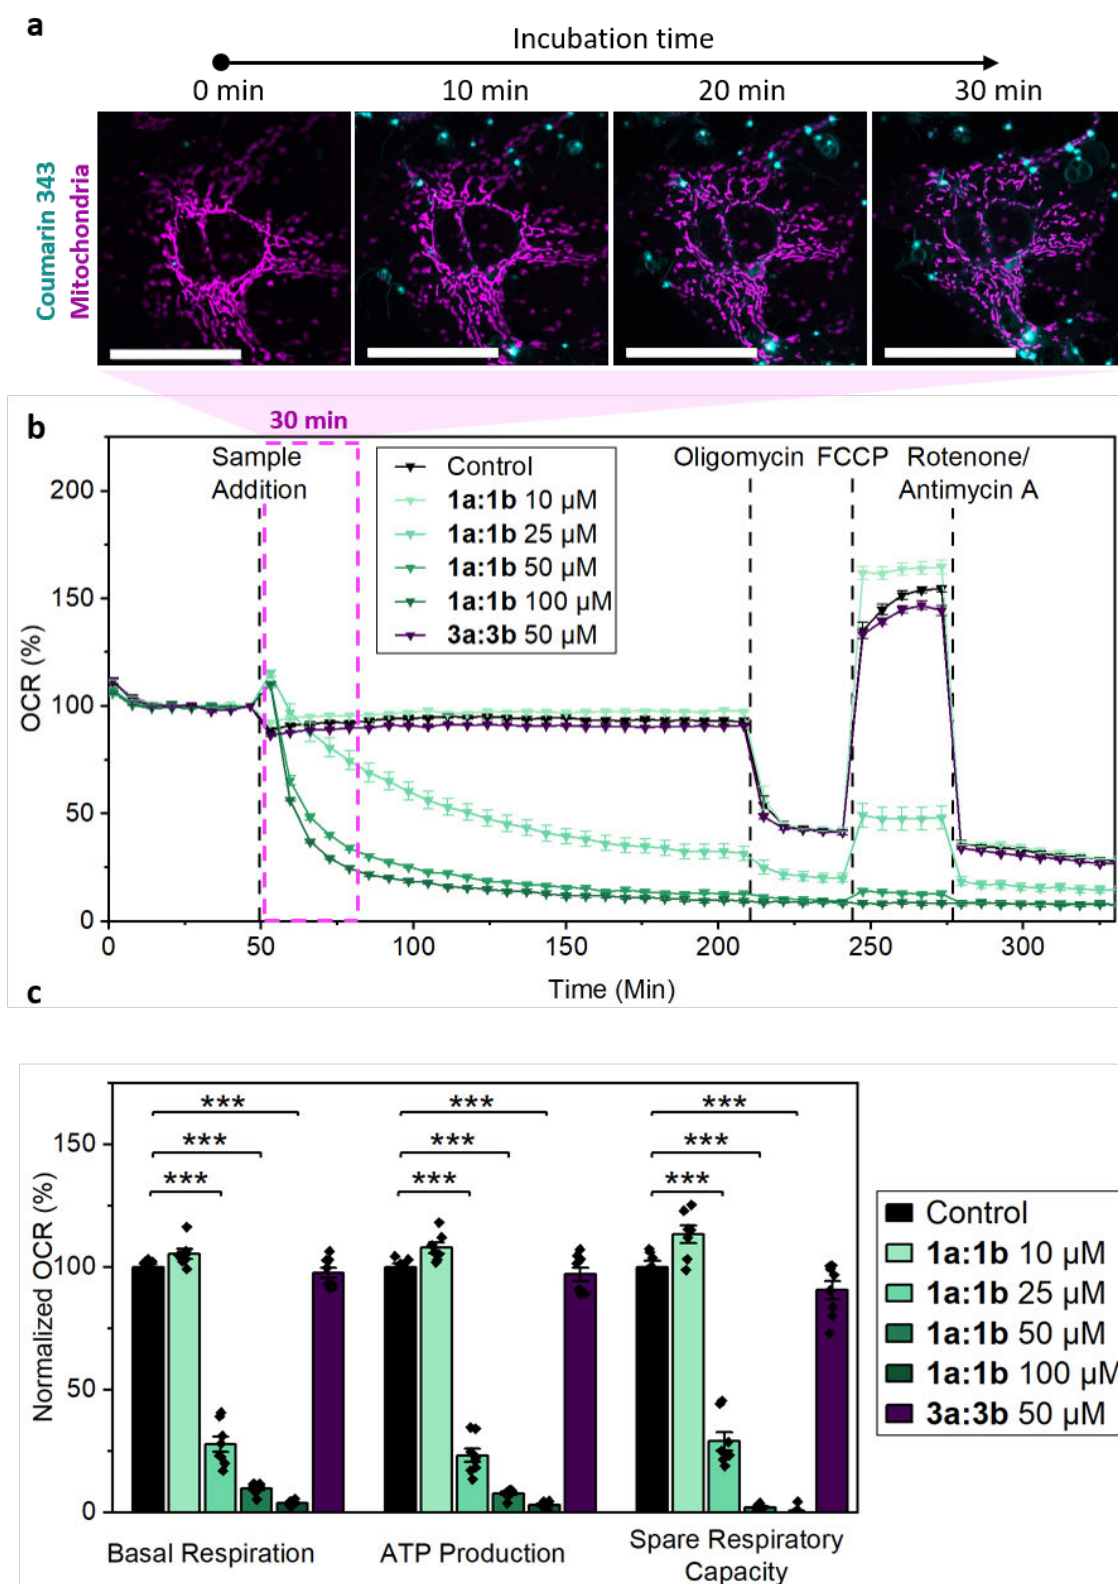 a
Incubation time
0 min
10 min
20 min
30 min
Coumarin 343
Mitochondria
30 min
b
Sample
Addition
Control
1a:1b 10 µM
1a:1b 25 µM
1a:1b 50 µM
1a:1b 100 µM
3a:3b 50 µM
Oligomycin
FCCP
Rotenone/
Antimycin A
200
150
100
50
0
OCR (%)
0
50
100
150
200
250
300
Time (Min)
c
***
***
***
***
***
***
***
***
***
150
100
50
0
Normalized OCR (%)
Basal Respiration
ATP Production
Spare Respiratory
Capacity
Control
1a:1b 10 µM
1a:1b 25 µM
1a:1b 50 µM
1a:1b 100 µM
3a:3b 50 µM